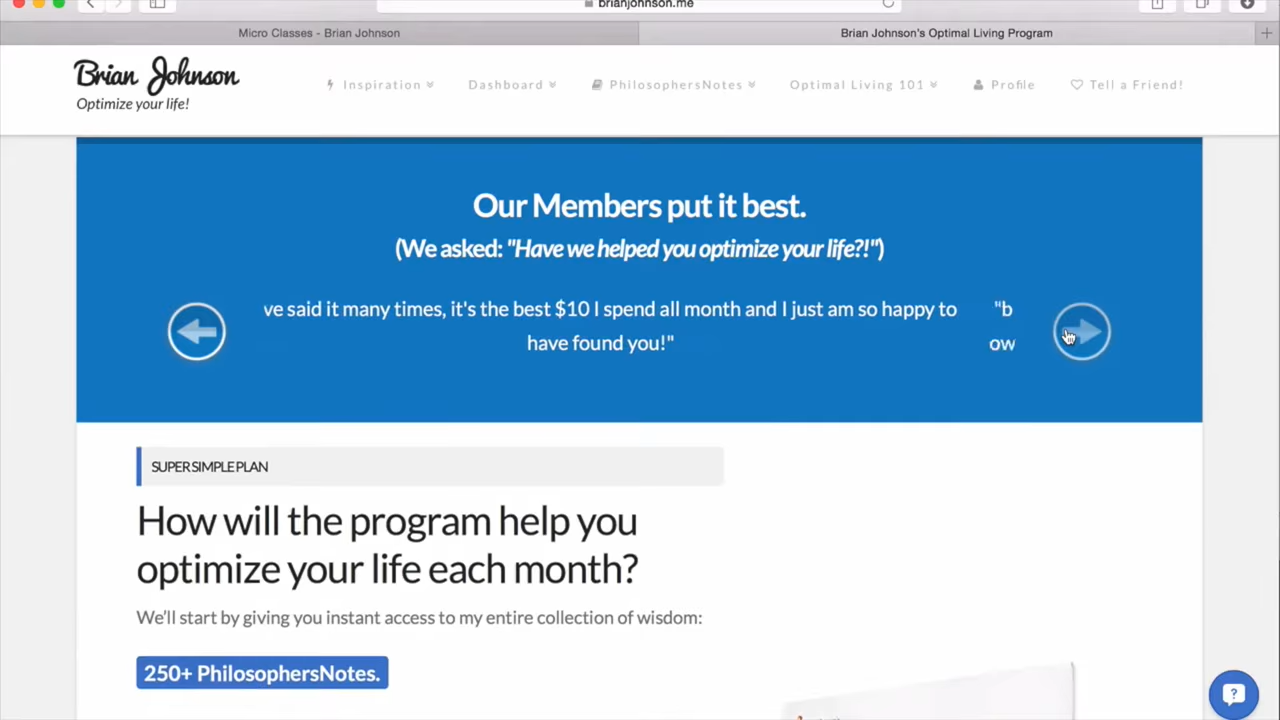 brianjohnson.me
Micro Classes - Brian Johnson
Brian Johnson's Optimal Living Program
Brian Johnson
Optimize your life!
Inspiration
Dashboard
PhilosophersNotes
Optimal Living 101
Profile
Tell a Friend!
Our Members put it best.
(We asked: "Have we helped you optimize your life?!")
ve said it many times, it's the best $10 I spend all month and I just am so happy to "b
have found you!" ow
SUPER SIMPLE PLAN
How will the program help you
optimize your life each month?
We'll start by giving you instant access to my entire collection of wisdom:
250+ PhilosophersNotes.